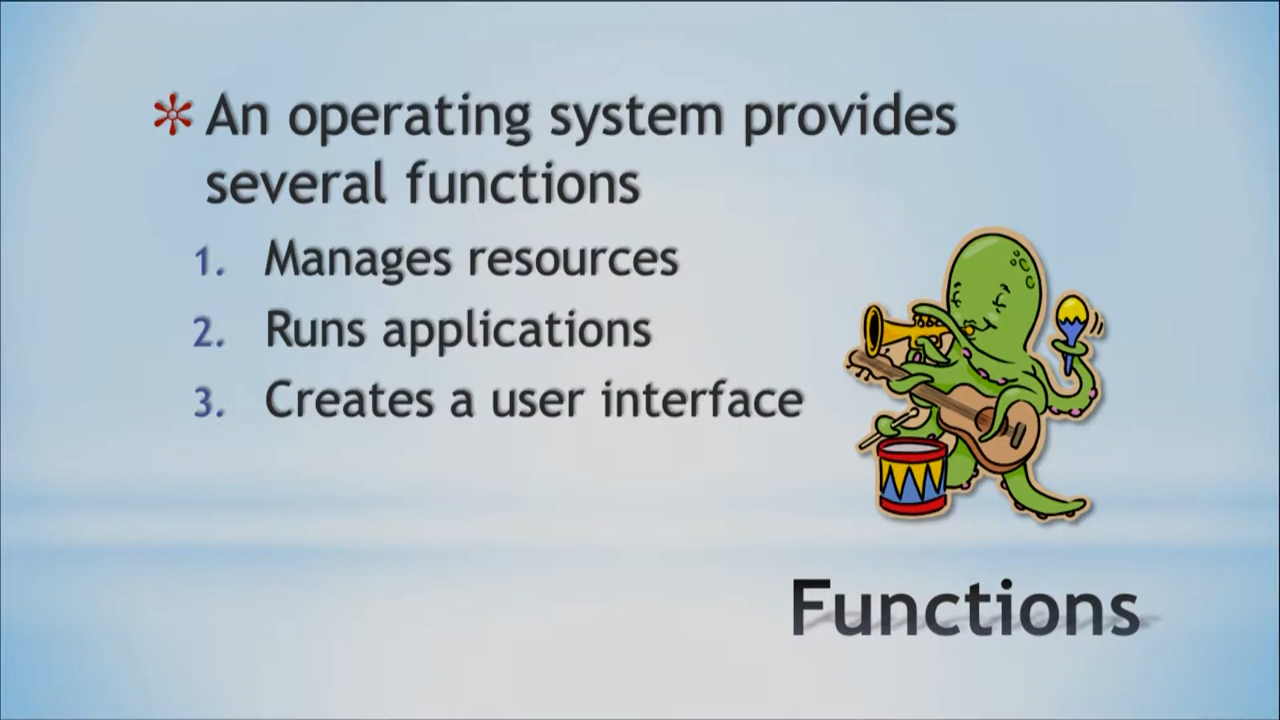 * An operating system provides
several functions
1. Manages resources
2. Runs applications
3. Creates a user interface
Functions